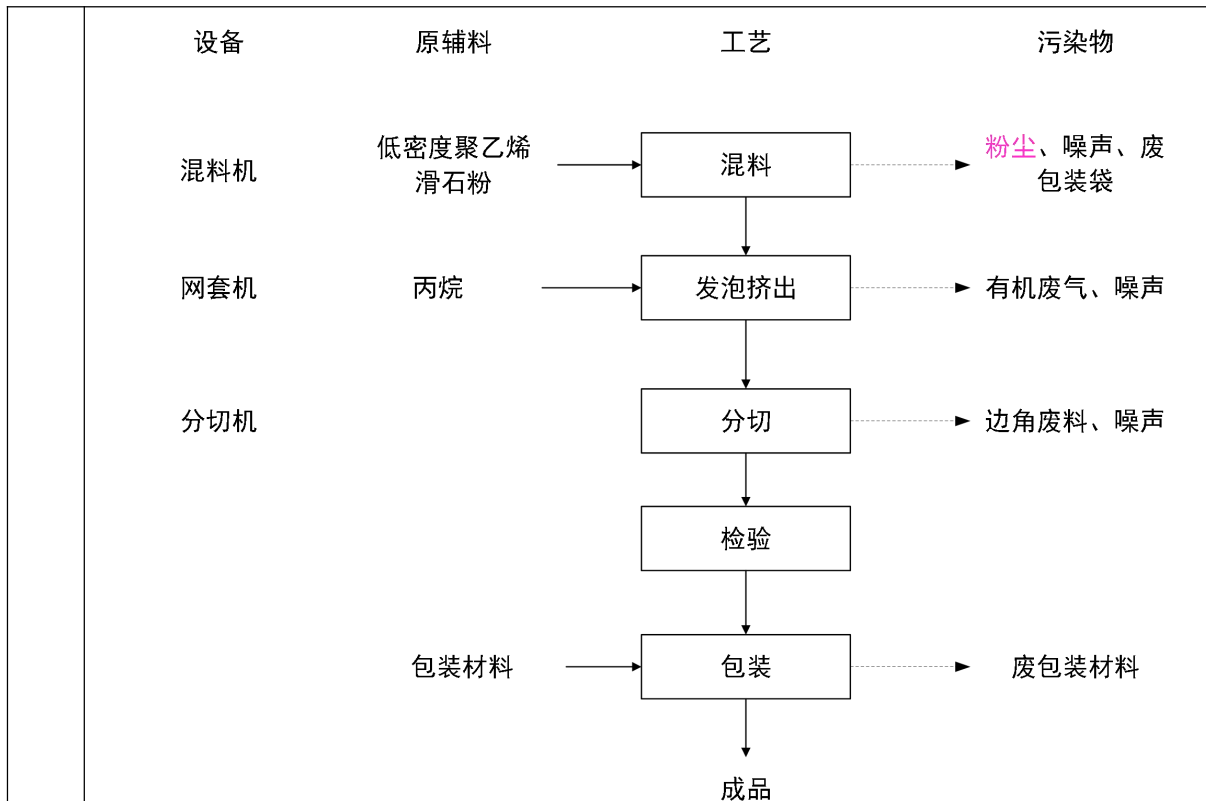 设备 原辅料 工艺 污染物
混料机
低密度聚乙烯
滑石粉
混料
粉尘、噪声、废
包装袋
网套机 丙烷 发泡挤出 有机废气、噪声
分切机 分切 边角废料、噪声
检验
包装材料 包装 废包装材料
成品